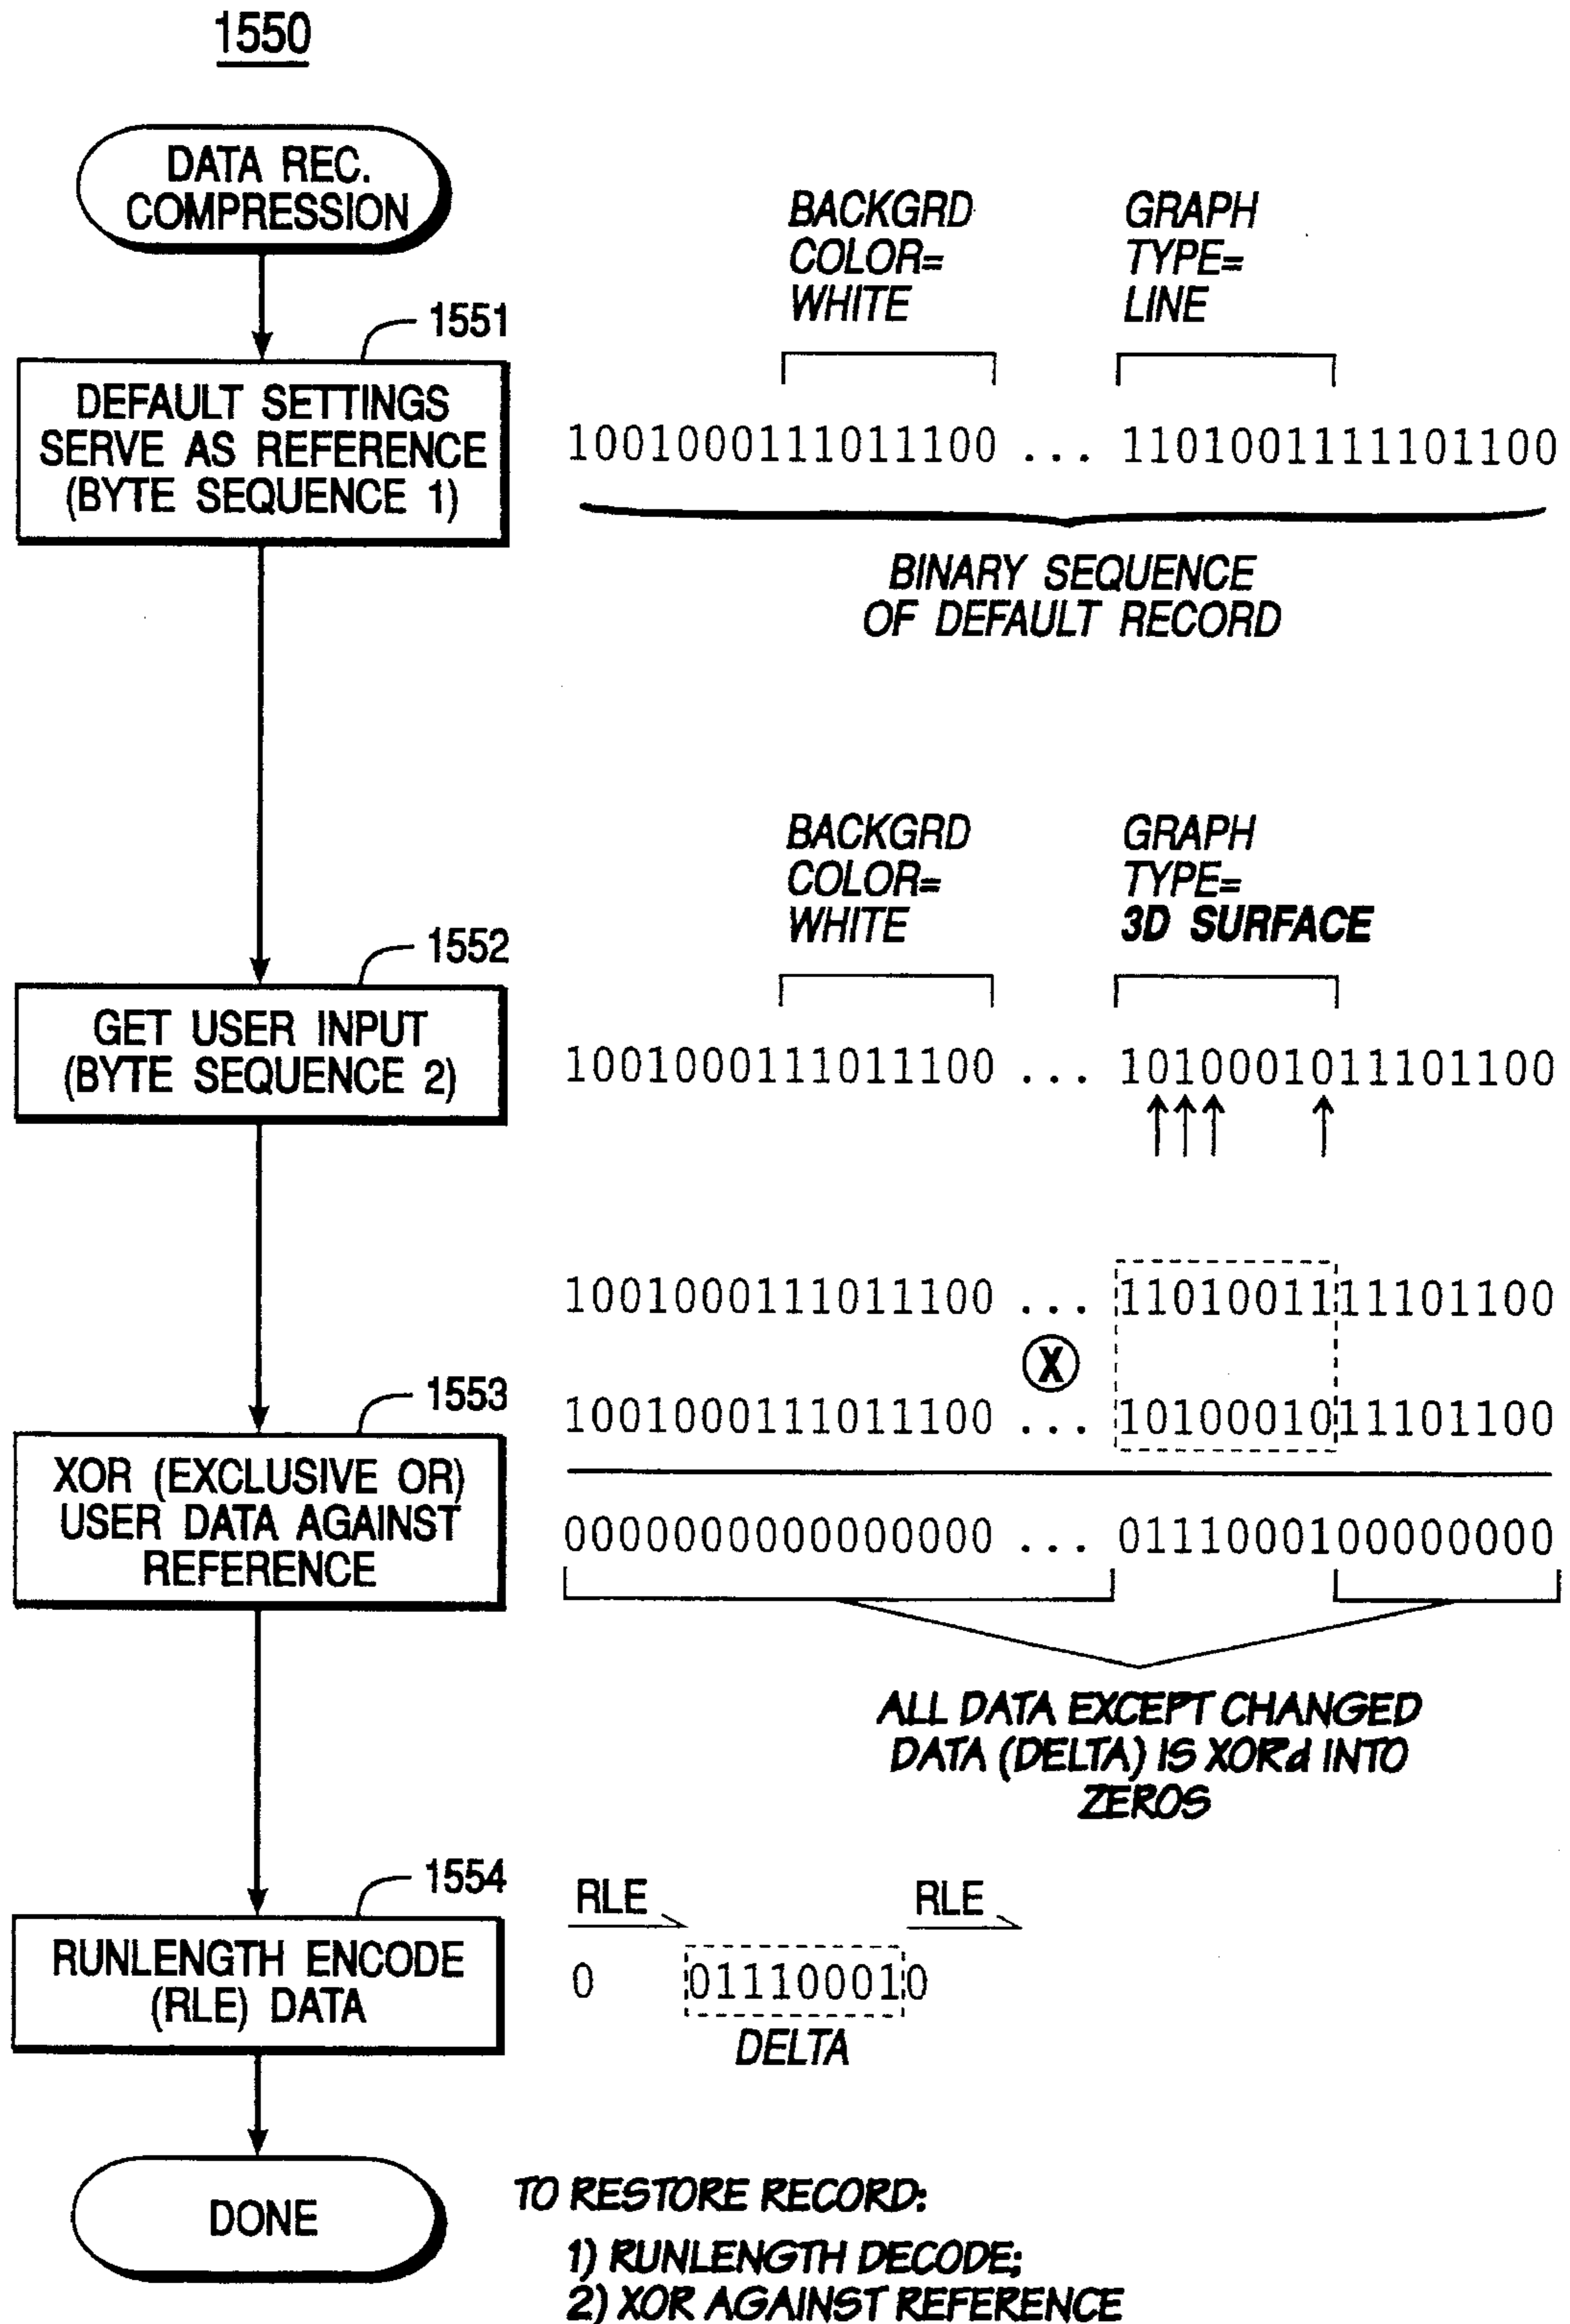 1550
DATA REC.
COMPRESSION
BACKGRD
COLOR=
WHITE
GRAPH
TYPE=
LINE
1551
DEFAULT SETTINGS
SERVE AS REFERENCE
(BYTE SEQUENCE 1)
1001000111011100 ... 1101001111101100
BINARY SEQUENCE
OF DEFAULT RECORD
BACKGRD
COLOR=
WHITE
GRAPH
TYPE=
3D SURFACE
1552
GET USER INPUT
(BYTE SEQUENCE 2)
1001000111011100 ... 1010001011101100
1001000111011100 ... 1101001111101100
X
1001000111011100 ... 1010001011101100
1553
XOR (EXCLUSIVE OR)
USER DATA AGAINST
REFERENCE
0000000000000000 ... 0111000100000000
ALL DATA EXCEPT CHANGED
DATA (DELTA) IS XORd INTO
ZEROS
1554
RUNLENGTH ENCODE
(RLE) DATA
RLE RLE
0 011100010
DELTA
DONE
TO RESTORE RECORD:
1) RUNLENGTH DECODE;
2) XOR AGAINST REFERENCE